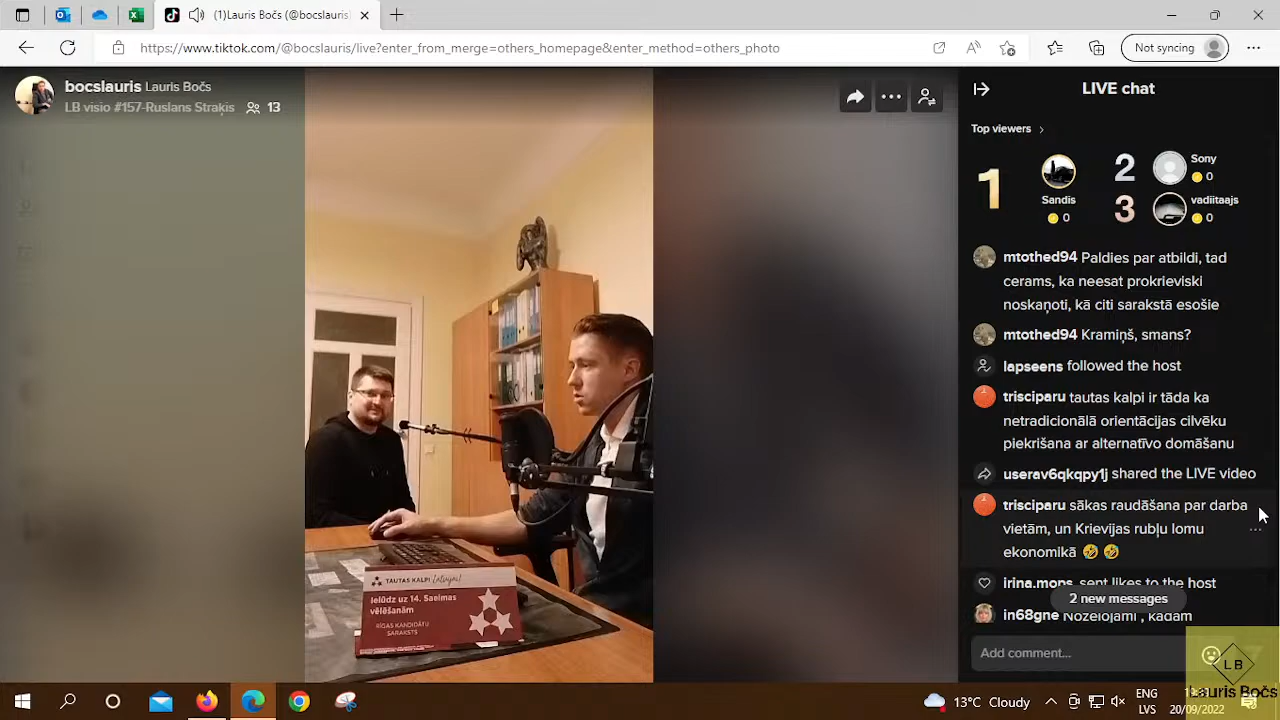 (1)Lauris Bočs (@bocslauris
https://www.tiktok.com/@bocslauris/live?enter_from_merge=others_homepage&enter_method=others_photo
Not syncing
bocslauris Lauris Bočs
LB visio #157-Ruslans Straķis 13
LIVE chat
Top viewers
1
Sandis
0
2
Sony
0
3
vadiitaajs
0
mtothed94 Paldies par atbildi, tad
cerams, ka neesat prokrieviski
noskaņoti, kā citi sarakstā esošie
mtothed94 Kramiņš, smans?
lapseens followed the host
trisciparu tautas kalpi ir tāda ka
netradicionālā orientācijas cilvēku
piekrišana ar alternatīvo domāšanu
userav6qkqpy1j shared the LIVE video
trisciparu sākas raudāšana par darba
vietām, un Krievijas rubļu lomu
ekonomikā 🤣 🤣
irina.mons sent likes to the host
2 new messages
in68gne
Add comment...
TAUTAS KALPI Latvijai
Ielūdz uz 14. Saeimas
vēlēšanām
RĪGAS KANDIDĀTU
SARAKSTS
LB
Lauris Bočs
13°C Cloudy
ENG
LVS
20/09/2022